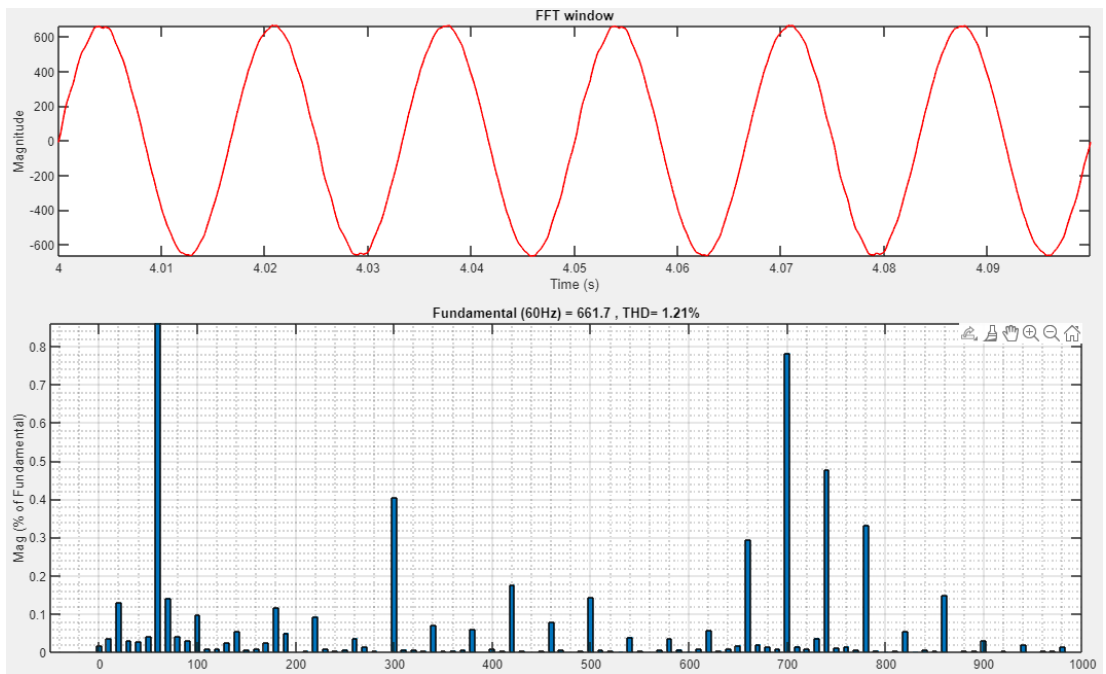 FFT window
600
400
200
0
-200
-400
-600
Magnitude
4 4.01 4.02 4.03 4.04 4.05 4.06 4.07 4.08 4.09
Time (s)
Fundamental (60Hz) = 661.7 , THD= 1.21%
0.8
0.7
0.6
0.5
0.4
0.3
0.2
0.1
0
Mag (% of Fundamental)
0 100 200 300 400 500 600 700 800 900 1000